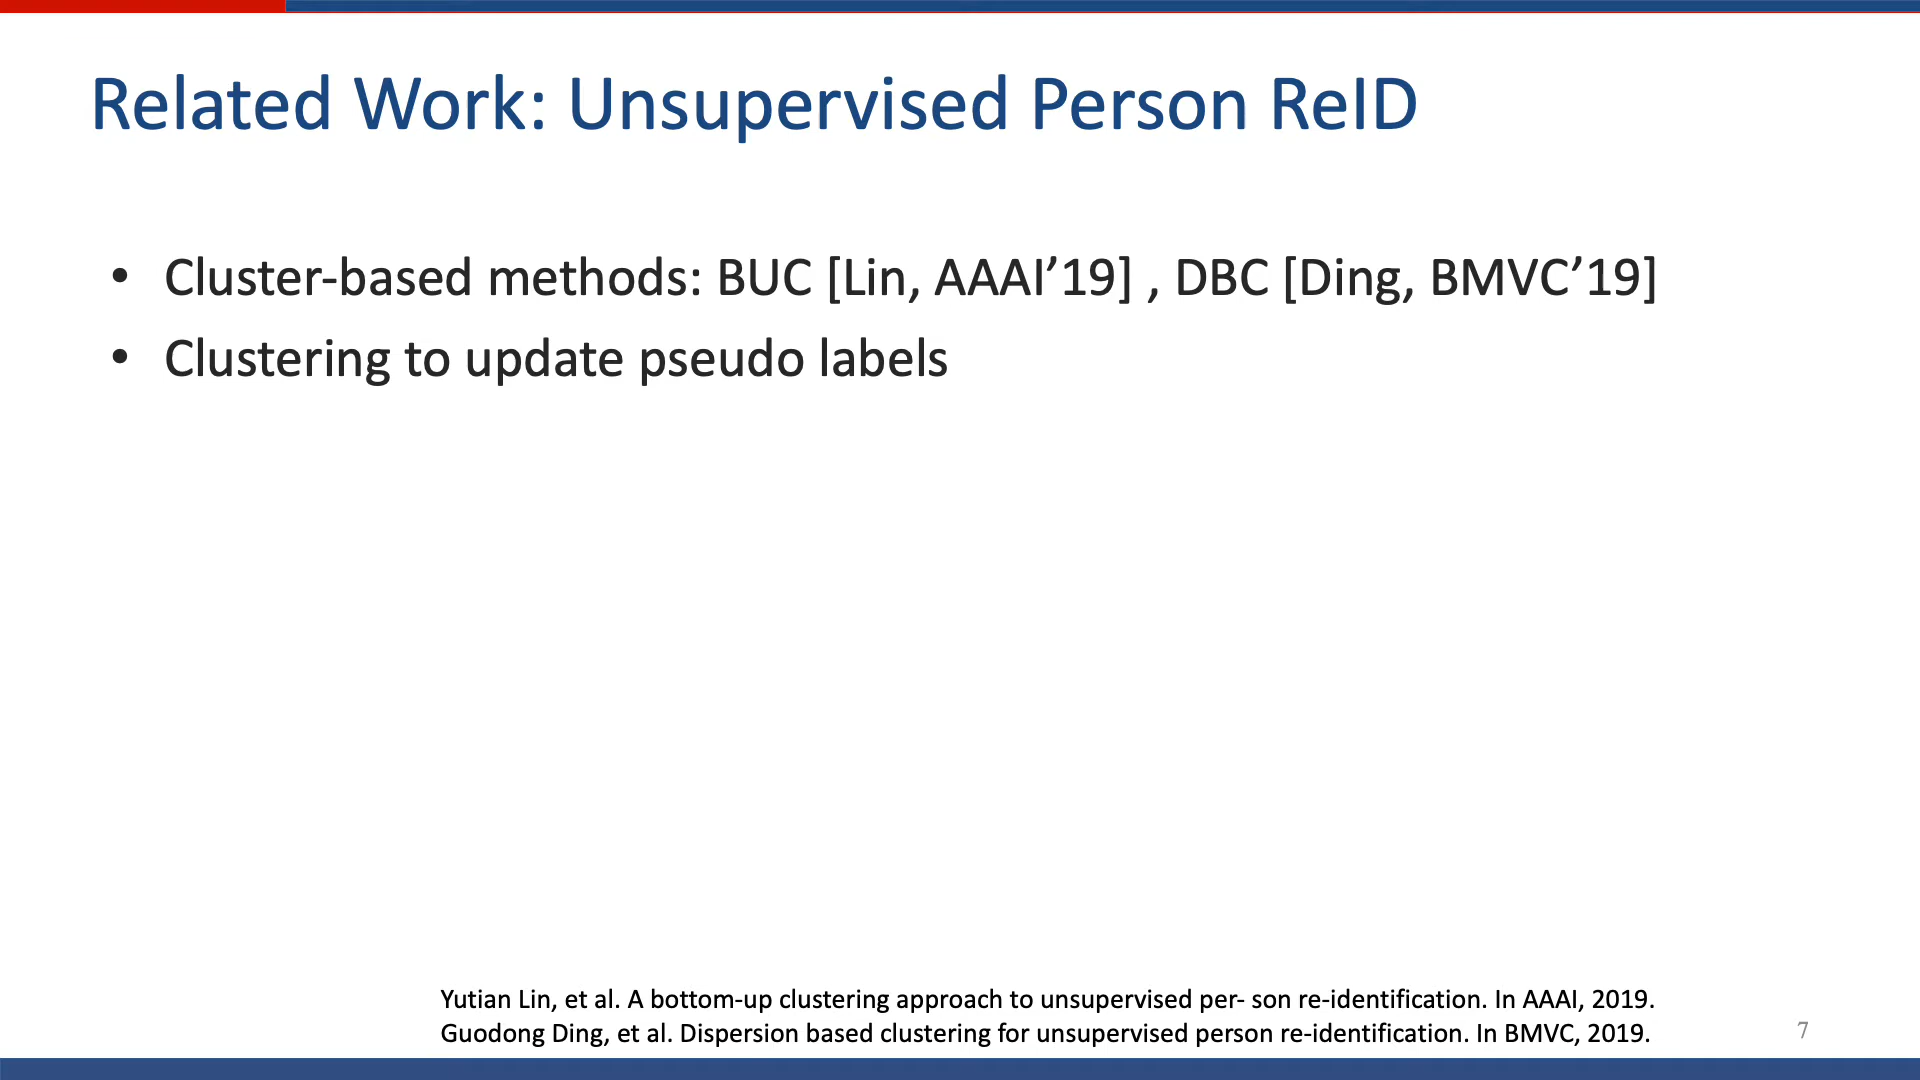 Related Work: Unsupervised Person ReID
• Cluster-based methods: BUC [Lin, AAAI’19] , DBC [Ding, BMVC’19]
• Clustering to update pseudo labels
Yutian Lin, et al. A bottom-up clustering approach to unsupervised per- son re-identification. In AAAI, 2019.
Guodong Ding, et al. Dispersion based clustering for unsupervised person re-identification. In BMVC, 2019.
7